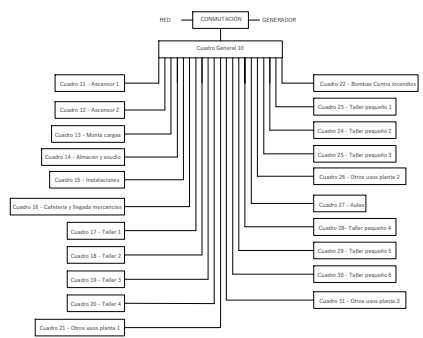 RED
CONMUTACIÓN
GENERADOR
Cuadro General 10
Cuadro 11 - Ascensor 1
Cuadro 12 - Ascensor 2
Cuadro 13 - Monta cargas
Cuadro 14 - Almacén y esudio
Cuadro 15 - Instalaciones
Cuadro 16 - Cafetería y llegada mercancías
Cuadro 17 - Taller 1
Cuadro 18 - Taller 2
Cuadro 19 - Taller 3
Cuadro 20 - Taller 4
Cuadro 21 - Otros usos planta 1
Cuadro 22 - Bombas Contra incendios
Cuadro 23 - Taller pequeño 1
Cuadro 24 - Taller pequeño 2
Cuadro 25 - Taller pequeño 3
Cuadro 26 - Otros usos planta 2
Cuadro 27 - Aulas
Cuadro 28- Taller pequeño 4
Cuadro 29 - Taller pequeño 5
Cuadro 30 - Taller pequeño 6
Cuadro 31 - Otros usos planta 3